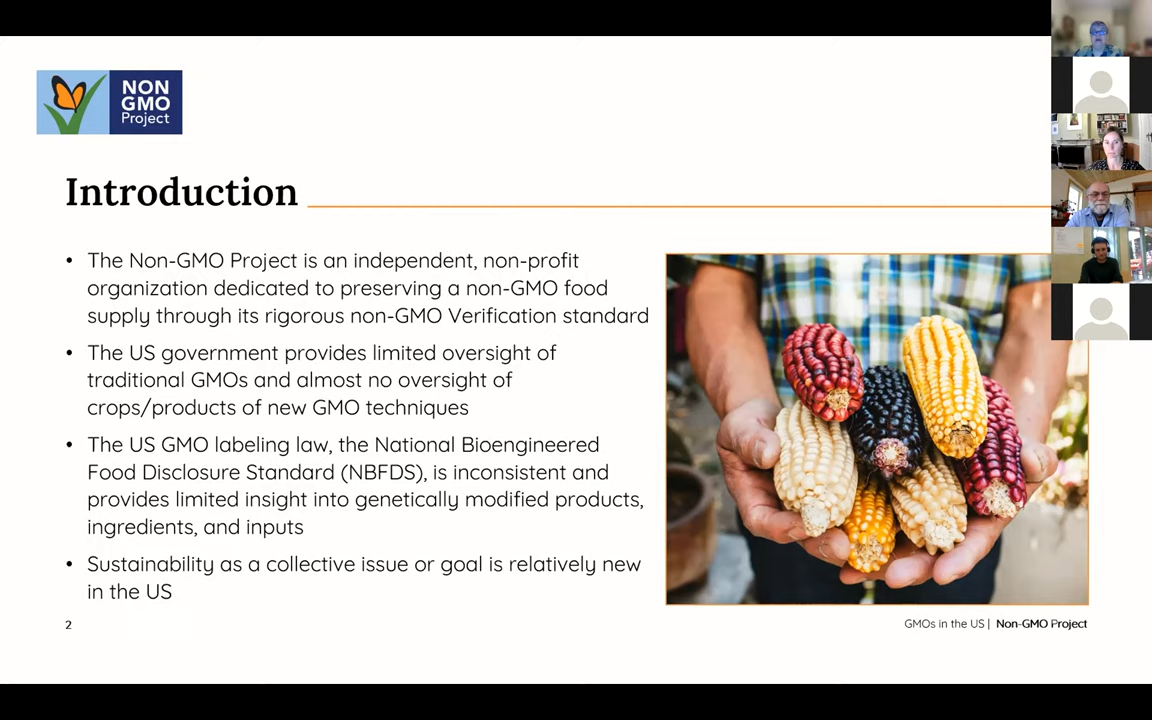 NON
GMO
Project
Introduction
• The Non-GMO Project is an independent, non-profit
organization dedicated to preserving a non-GMO food
supply through its rigorous non-GMO Verification standard
• The US government provides limited oversight of
traditional GMOs and almost no oversight of
crops/products of new GMO techniques
• The US GMO labeling law, the National Bioengineered
Food Disclosure Standard (NBFDS), is inconsistent and
provides limited insight into genetically modified products,
ingredients, and inputs
• Sustainability as a collective issue or goal is relatively new
in the US
2
GMOs in the US | Non-GMO Project